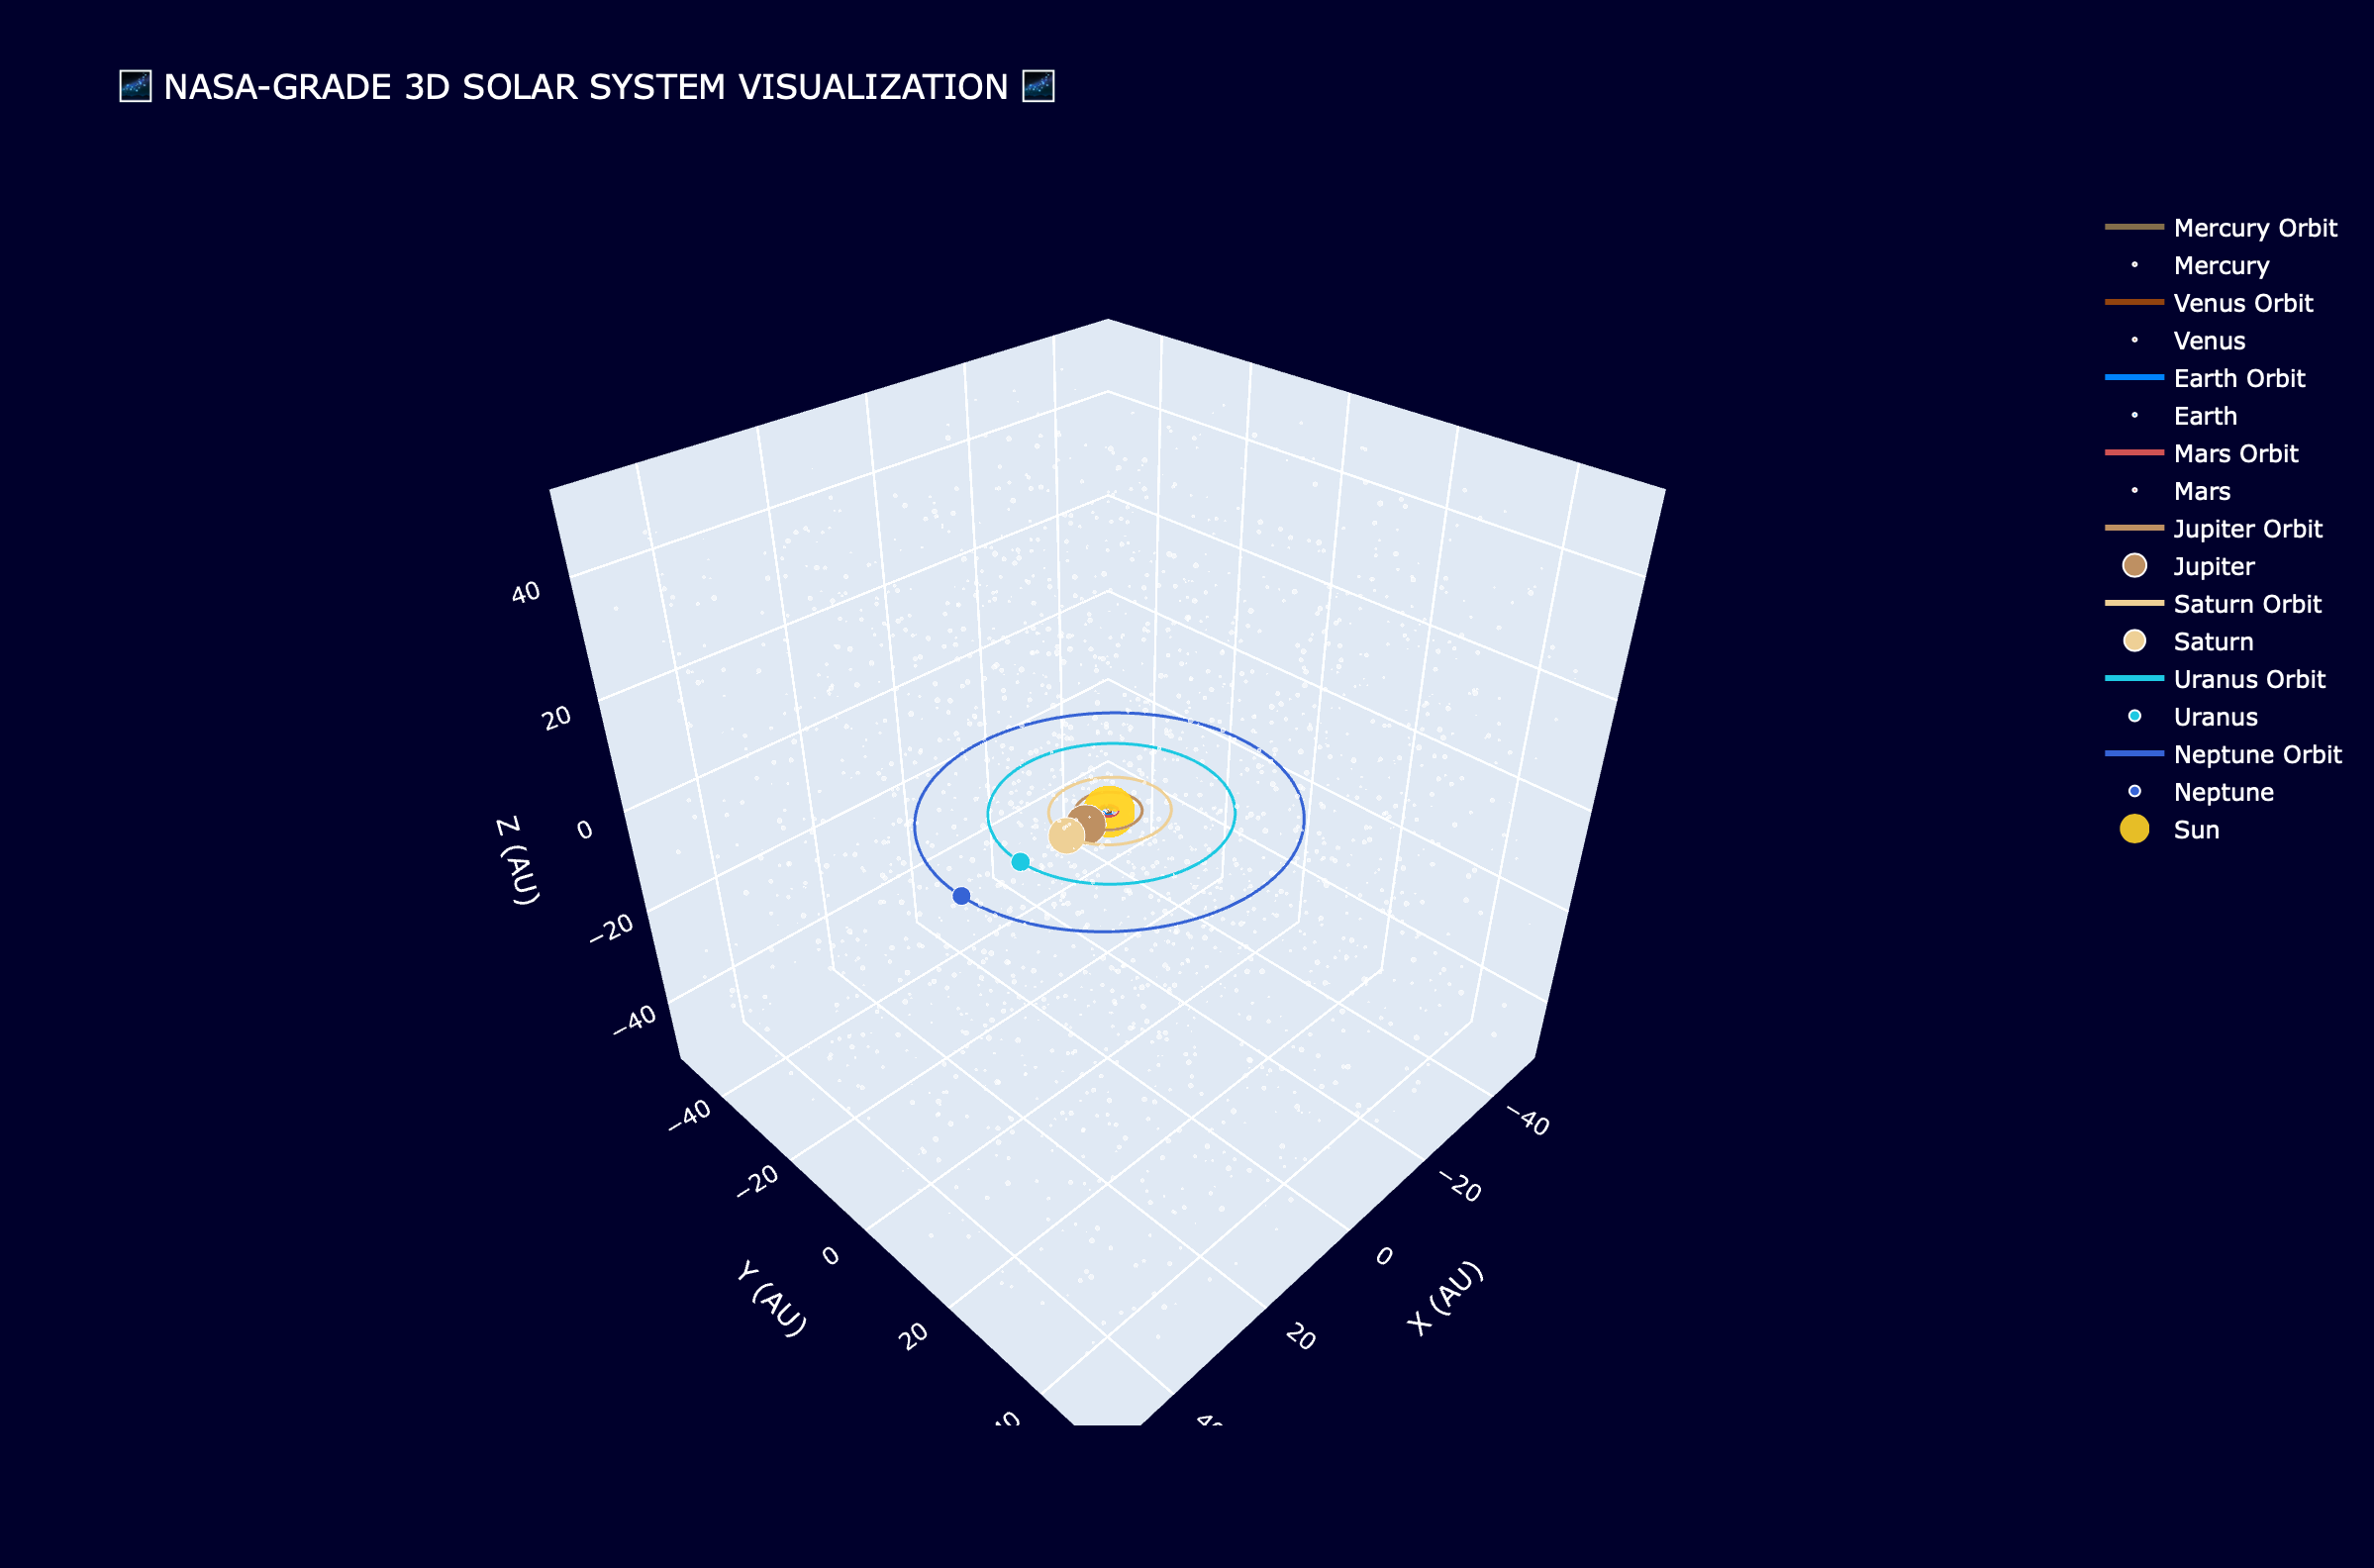 NASA-GRADE 3D SOLAR SYSTEM VISUALIZATION
Mercury Orbit
Mercury
Venus Orbit
Venus
Earth Orbit
Earth
Mars Orbit
Mars
Jupiter Orbit
Jupiter
Saturn Orbit
Saturn
Uranus Orbit
Uranus
Neptune Orbit
Neptune
Sun
40
20
0
−20
−40
Z (AU)
−40
−20
0
20
Y (AU)
−40
−20
0
20
X (AU)